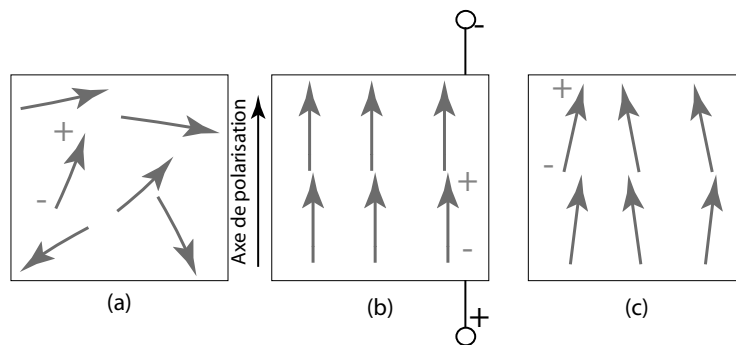 -
+
-
Axe de polarisation
+
-
+
-
+
(a)
(b)
(c)